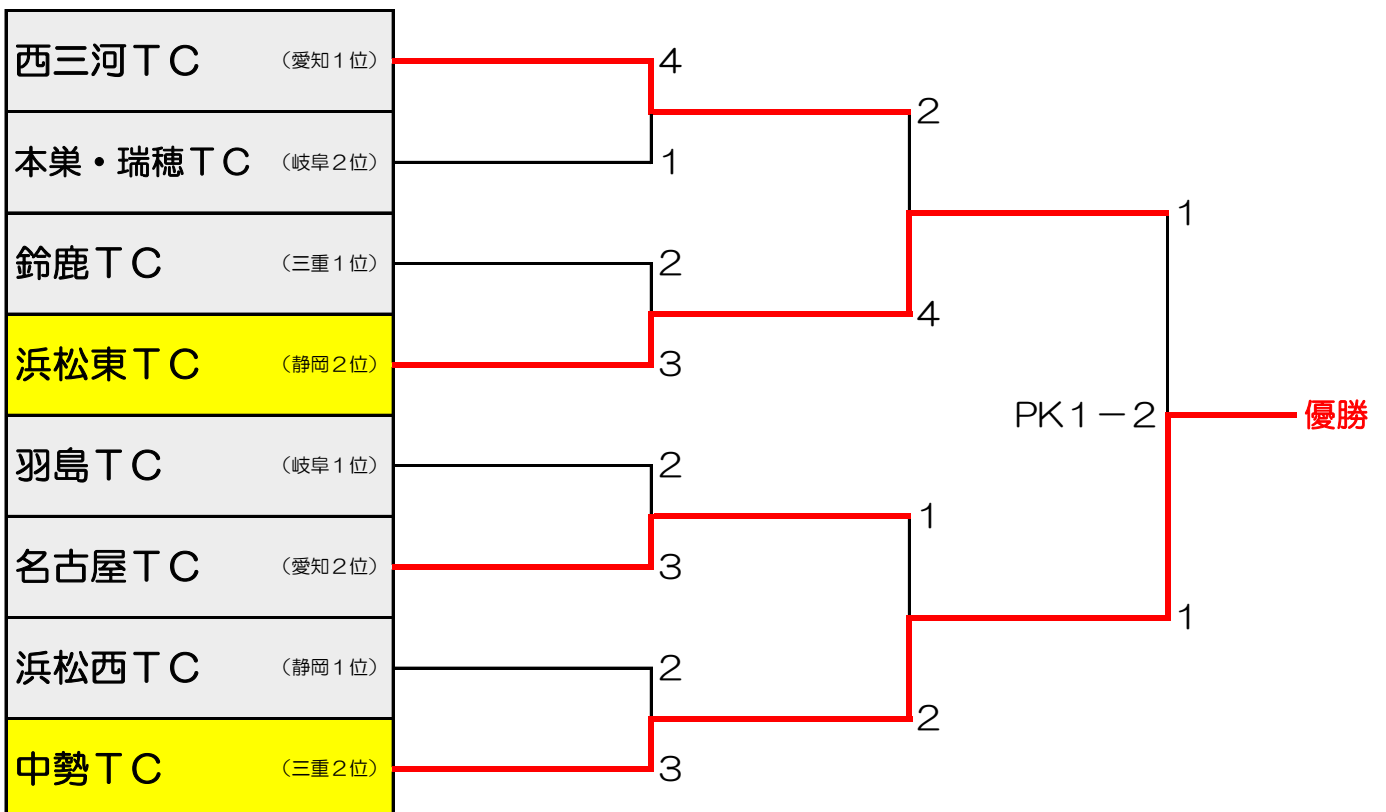 西三河ＴＣ （愛知１位）
本巣・瑞穂ＴＣ （岐阜２位）
鈴鹿ＴＣ （三重１位）
浜松東ＴＣ （静岡２位）
羽島ＴＣ （岐阜１位）
名古屋ＴＣ （愛知２位）
浜松西ＴＣ （静岡１位）
中勢ＴＣ （三重２位）
４
１
２
３
２
３
２
３
２
４
１
２
１
１
ＰＫ１－２
優勝